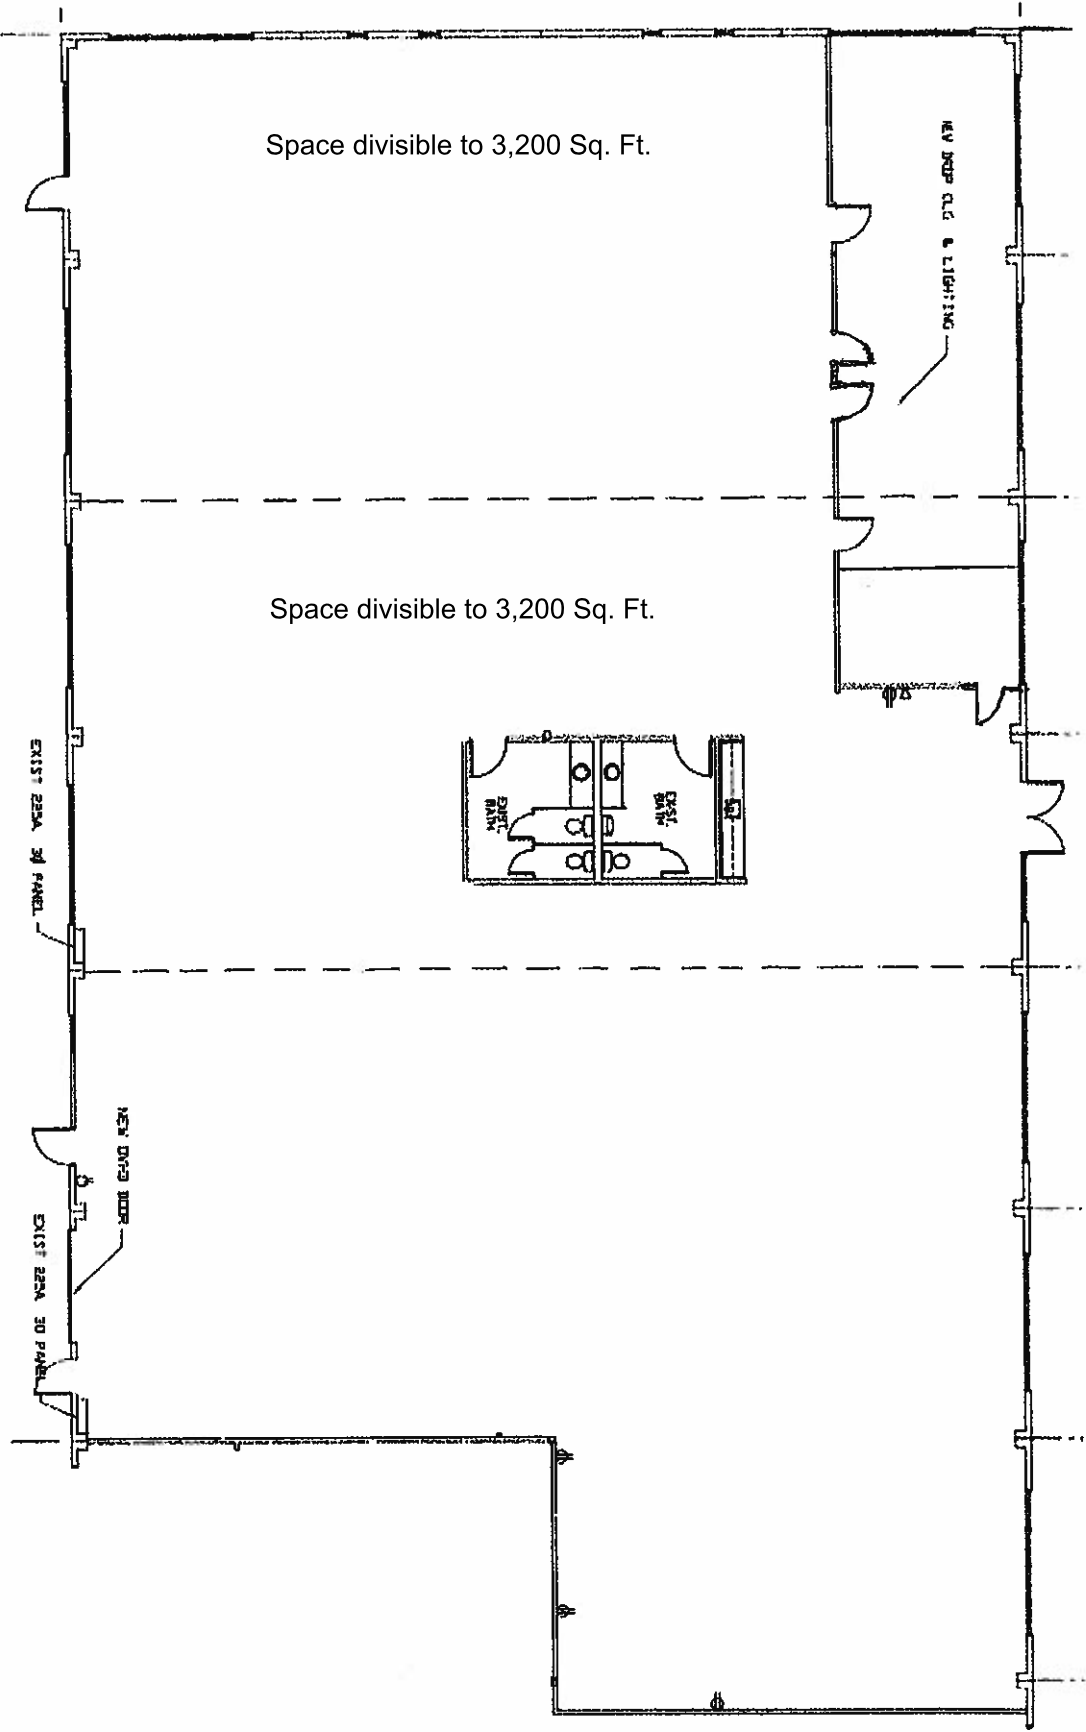 Space divisible to 3,200 Sq. Ft.
NEW DROP CLG & LIGHTING
Space divisible to 3,200 Sq. Ft.
EXIST 225A 3Ø PANEL
EXIST. BATH
EXIST. BATH
NEW OVHD DOOR
EXIST 225A 3Ø PANEL